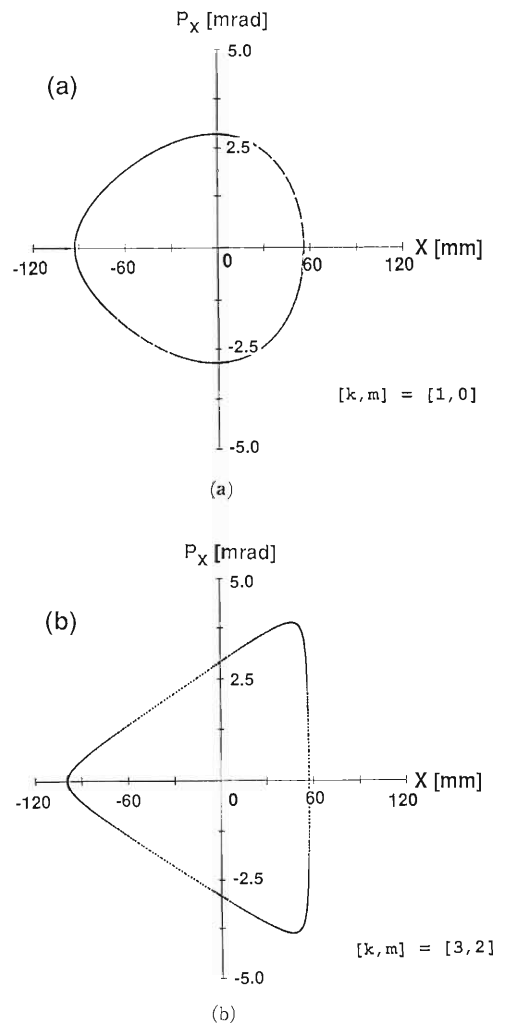 P_X [mrad]
5.0
(a)
2.5
-120 -60 0 60 120 X [mm]
-2.5
[k,m] = [1,0]
-5.0
(a)
P_X [mrad]
5.0
(b)
2.5
-120 -60 0 60 120 X [mm]
-2.5
[k,m] = [3,2]
-5.0
(b)